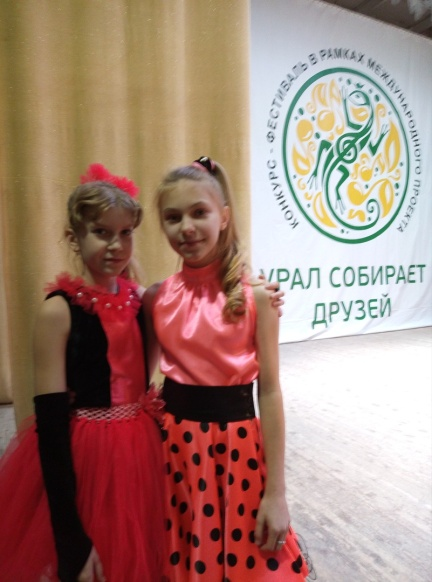 КОНКУРС - ФЕСТИВАЛЬ В РАМКАХ МЕЖДУНАРОДНОГО ПРОЕКТА
УРАЛ СОБИРАЕТ
ДРУЗЕЙ